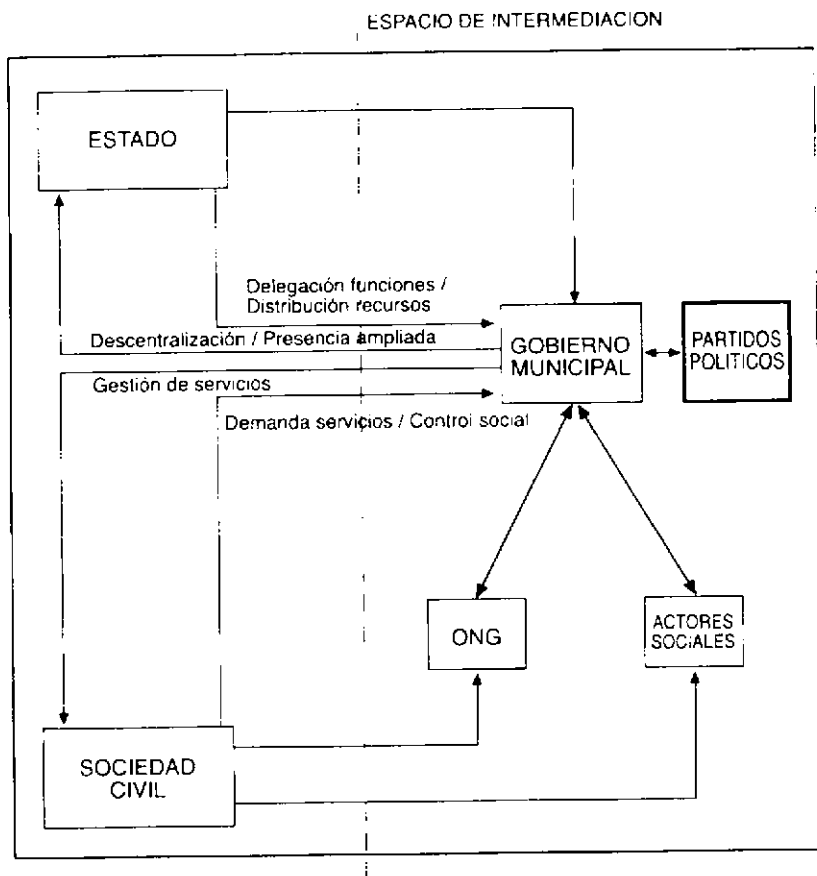 ESPACIO DE INTERMEDIACION
ESTADO
Delegación funciones /
Distribución recursos
Descentralización / Presencia ampliada
GOBIERNO
MUNICIPAL
PARTIDOS
POLITICOS
Gestión de servicios
Demanda servicios / Control social
ONG
ACTORES
SOCIALES
SOCIEDAD
CIVIL